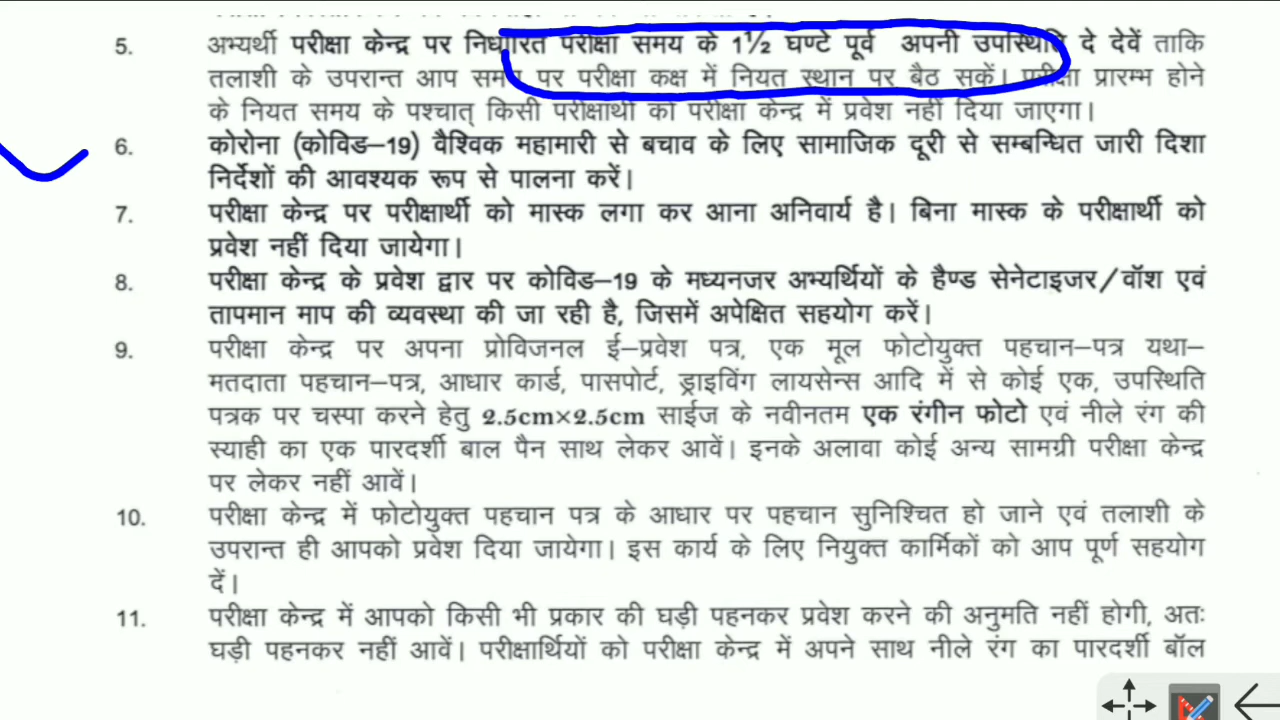 5. अभ्यर्थी परीक्षा केन्द्र पर निर्धारित परीक्षा समय के 1½ घण्टे पूर्व अपनी उपस्थिति दे देवें ताकि
तलाशी के उपरान्त आप समय पर परीक्षा कक्ष में नियत स्थान पर बैठ सकें। परीक्षा प्रारम्भ होने
के नियत समय के पश्चात् किसी परीक्षार्थी को परीक्षा केन्द्र में प्रवेश नहीं दिया जाएगा।
6. कोरोना (कोविड–19) वैश्विक महामारी से बचाव के लिए सामाजिक दूरी से सम्बन्धित जारी दिशा
निर्देशों की आवश्यक रूप से पालना करें।
7. परीक्षा केन्द्र पर परीक्षार्थी को मास्क लगा कर आना अनिवार्य है। बिना मास्क के परीक्षार्थी को
प्रवेश नहीं दिया जायेगा।
8. परीक्षा केन्द्र के प्रवेश द्वार पर कोविड–19 के मध्यनजर अभ्यर्थियों के हैण्ड सेनेटाइजर/वॉश एवं
तापमान माप की व्यवस्था की जा रही है, जिसमें अपेक्षित सहयोग करें।
9. परीक्षा केन्द्र पर अपना प्रोविजनल ई–प्रवेश पत्र, एक मूल फोटोयुक्त पहचान–पत्र यथा–
मतदाता पहचान–पत्र, आधार कार्ड, पासपोर्ट, ड्राइविंग लायसेन्स आदि में से कोई एक, उपस्थिति
पत्रक पर चस्पा करने हेतु 2.5cm×2.5cm साईज के नवीनतम एक रंगीन फोटो एवं नीले रंग की
स्याही का एक पारदर्शी बाल पैन साथ लेकर आवें। इनके अलावा कोई अन्य सामग्री परीक्षा केन्द्र
पर लेकर नहीं आवें।
10. परीक्षा केन्द्र में फोटोयुक्त पहचान पत्र के आधार पर पहचान सुनिश्चित हो जाने एवं तलाशी के
उपरान्त ही आपको प्रवेश दिया जायेगा। इस कार्य के लिए नियुक्त कार्मिकों को आप पूर्ण सहयोग
दें।
11. परीक्षा केन्द्र में आपको किसी भी प्रकार की घड़ी पहनकर प्रवेश करने की अनुमति नहीं होगी, अतः
घड़ी पहनकर नहीं आवें। परीक्षार्थियों को परीक्षा केन्द्र में अपने साथ नीले रंग का पारदर्शी बॉल